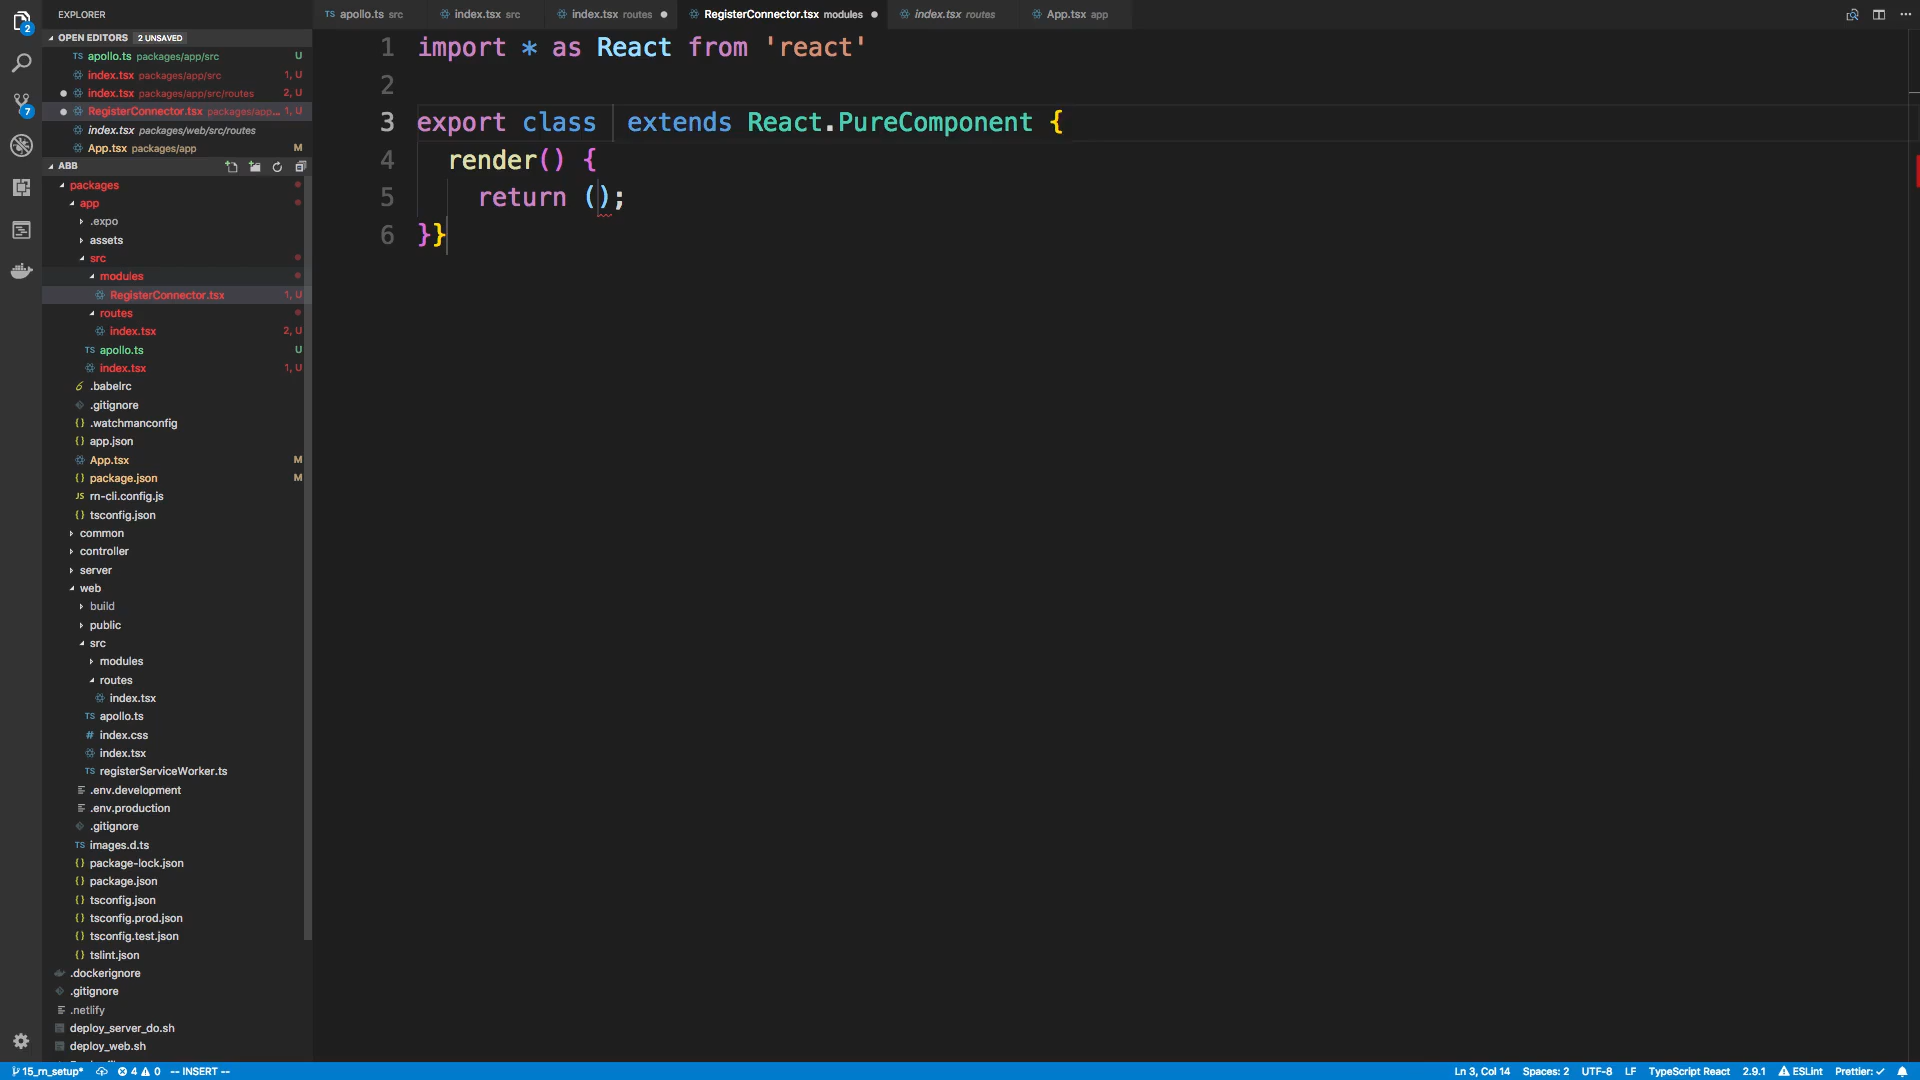 EXPLORER
OPEN EDITORS 2 UNSAVED
apollo.ts packages/app/src U
index.tsx packages/app/src 1, U
index.tsx packages/app/src/routes 2, U
RegisterConnector.tsx packages/app... 1, U
index.tsx packages/web/src/routes
App.tsx packages/app M
ABB
packages
app
.expo
assets
src
modules
RegisterConnector.tsx 1, U
routes
index.tsx 2, U
apollo.ts U
index.tsx 1, U
.babelrc
.gitignore
.watchmanconfig
app.json
App.tsx M
package.json M
rn-cli.config.js
tsconfig.json
common
controller
server
web
build
public
src
modules
routes
index.tsx
apollo.ts
index.css
index.tsx
registerServiceWorker.ts
.env.development
.env.production
.gitignore
images.d.ts
package-lock.json
package.json
tsconfig.json
tsconfig.prod.json
tsconfig.test.json
tslint.json
.dockerignore
.gitignore
.netlify
deploy_server_do.sh
deploy_web.sh
apollo.ts src index.tsx src index.tsx routes RegisterConnector.tsx modules index.tsx routes App.tsx app
1 import * as React from 'react'
2
3 export class extends React.PureComponent {
4 render() {
5 return ();
6 }}
15_m_setup* 4 0 -- INSERT -- Ln 3, Col 14 Spaces: 2 UTF-8 LF TypeScript React 2.9.1 ESLint Prettier: ✓